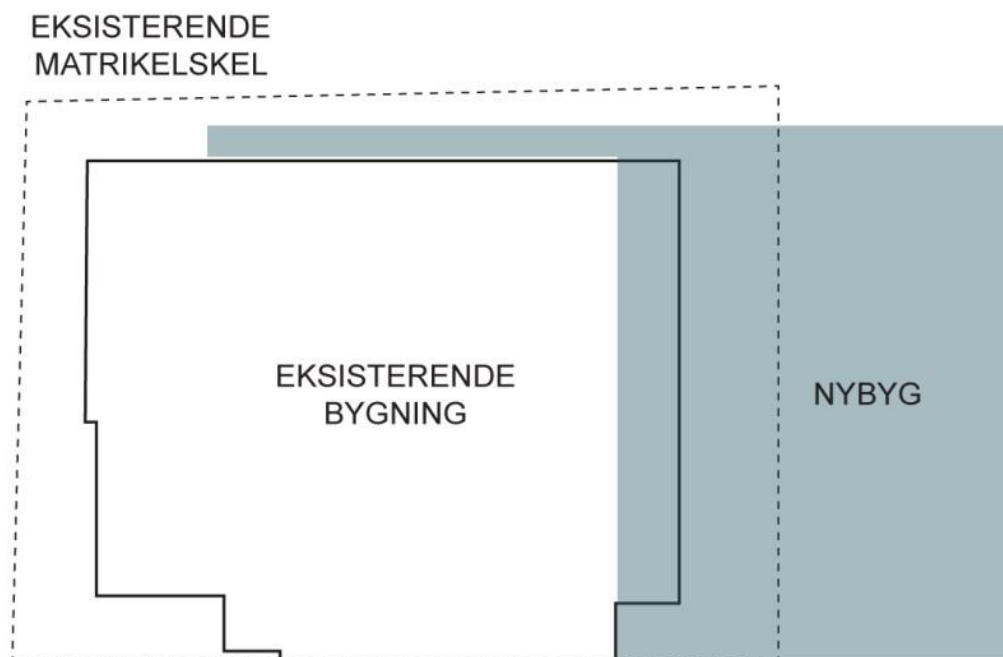 EKSISTERENDE
MATRIKELSKEL
EKSISTERENDE
BYGNING
NYBYG